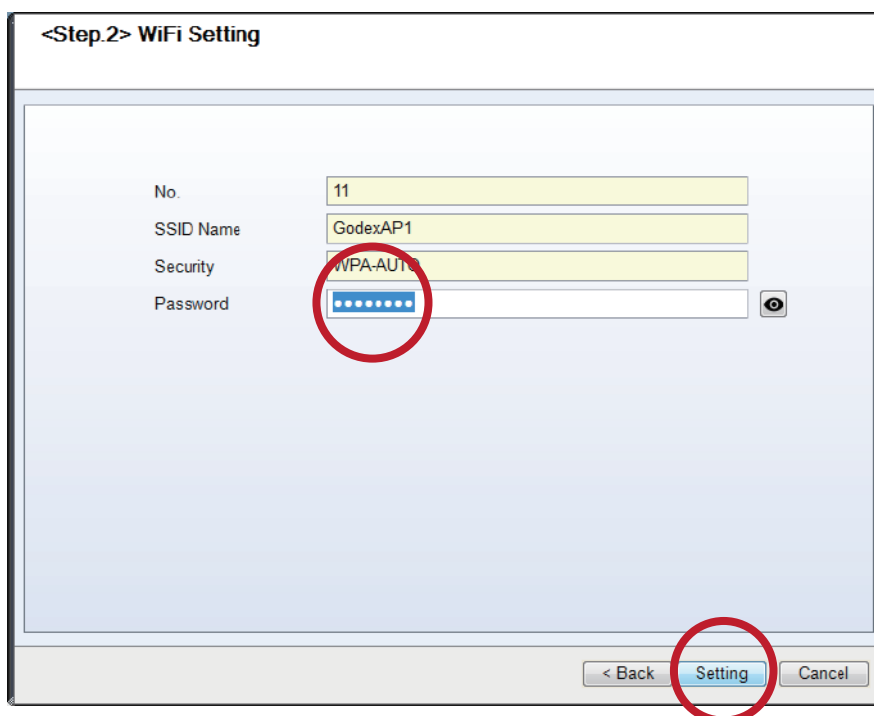 <Step.2> WiFi Setting
No. 11
SSID Name GodexAP1
Security WPA-AUTO
Password ••••••••
< Back Setting Cancel